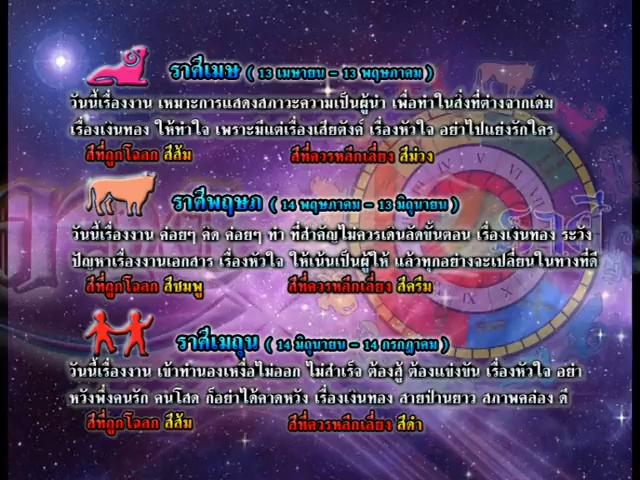 ราศีเมษ ( 13 เมษายน - 13 พฤษภาคม )
วันนี้เรื่องงาน เหมาะการแสดงสภาวะความเป็นผู้นำ เพื่อทำในสิ่งที่ต่างจากเดิม
เรื่องเงินทอง ให้ทำใจ เพราะมีแต่เรื่องเสียตังค์ เรื่องหัวใจ อย่าไปแย่งรักใคร
สีที่ถูกโฉลก สีส้ม สีที่ควรหลีกเลี่ยง สีม่วง
ราศีพฤษภ ( 14 พฤษภาคม - 13 มิถุนายน )
วันนี้เรื่องงาน ค่อยๆ คิด ค่อยๆ ทำ ที่สำคัญไม่ควรเดินลัดขั้นตอน เรื่องเงินทอง ระวัง
ปัญหาเรื่องงานเอกสาร เรื่องหัวใจ ให้เน้นเป็นผู้ให้ แล้วทุกอย่างจะเปลี่ยนในทางที่ดี
สีที่ถูกโฉลก สีชมพู สีที่ควรหลีกเลี่ยง สีครีม
ราศีเมถุน ( 14 มิถุนายน - 14 กรกฎาคม )
วันนี้เรื่องงาน เข้าทำนองเหงื่อไม่ออก ไม่สำเร็จ ต้องสู้ ต้องแข่งขัน เรื่องหัวใจ อย่า
หวังพึ่งคนรัก คนโสด ก็อย่าได้คาดหวัง เรื่องเงินทอง สายป่านยาว สภาพคล่อง ดี
สีที่ถูกโฉลก สีส้ม สีที่ควรหลีกเลี่ยง สีดำ